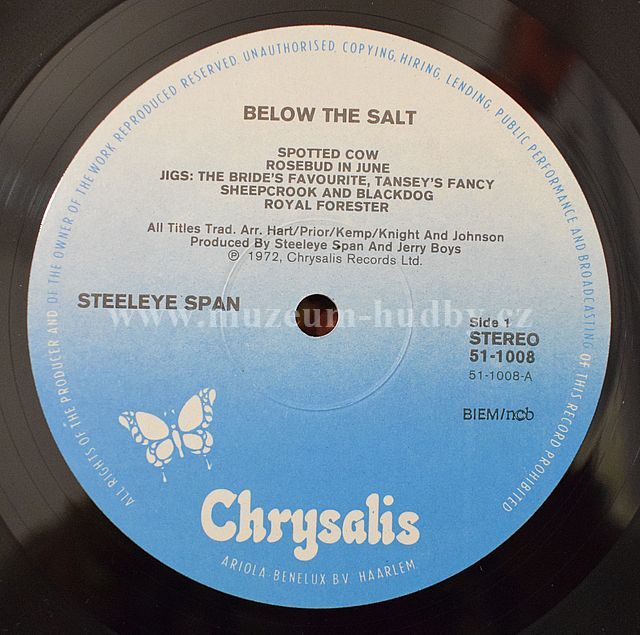 ALL RIGHTS OF THE PRODUCER AND OF THE OWNER OF THE WORK REPRODUCED RESERVED. UNAUTHORISED, COPYING, HIRING, LENDING, PUBLIC PERFORMANCE AND BROADCASTING OF THIS RECORD PROHIBITED
BELOW THE SALT
SPOTTED COW
ROSEBUD IN JUNE
JIGS: THE BRIDE'S FAVOURITE, TANSEY'S FANCY
SHEEPCROOK AND BLACKDOG
ROYAL FORESTER
All Titles Trad. Arr. Hart/Prior/Kemp/Knight And Johnson
Produced By Steeleye Span And Jerry Boys
℗ 1972, Chrysalis Records Ltd.
STEELEYE SPAN
www.muzeum-hudby.cz
Side 1
STEREO
51-1008
51-1008-A
BIEM/ncb
Chrysalis
ARIOLA-BENELUX B.V. HAARLEM